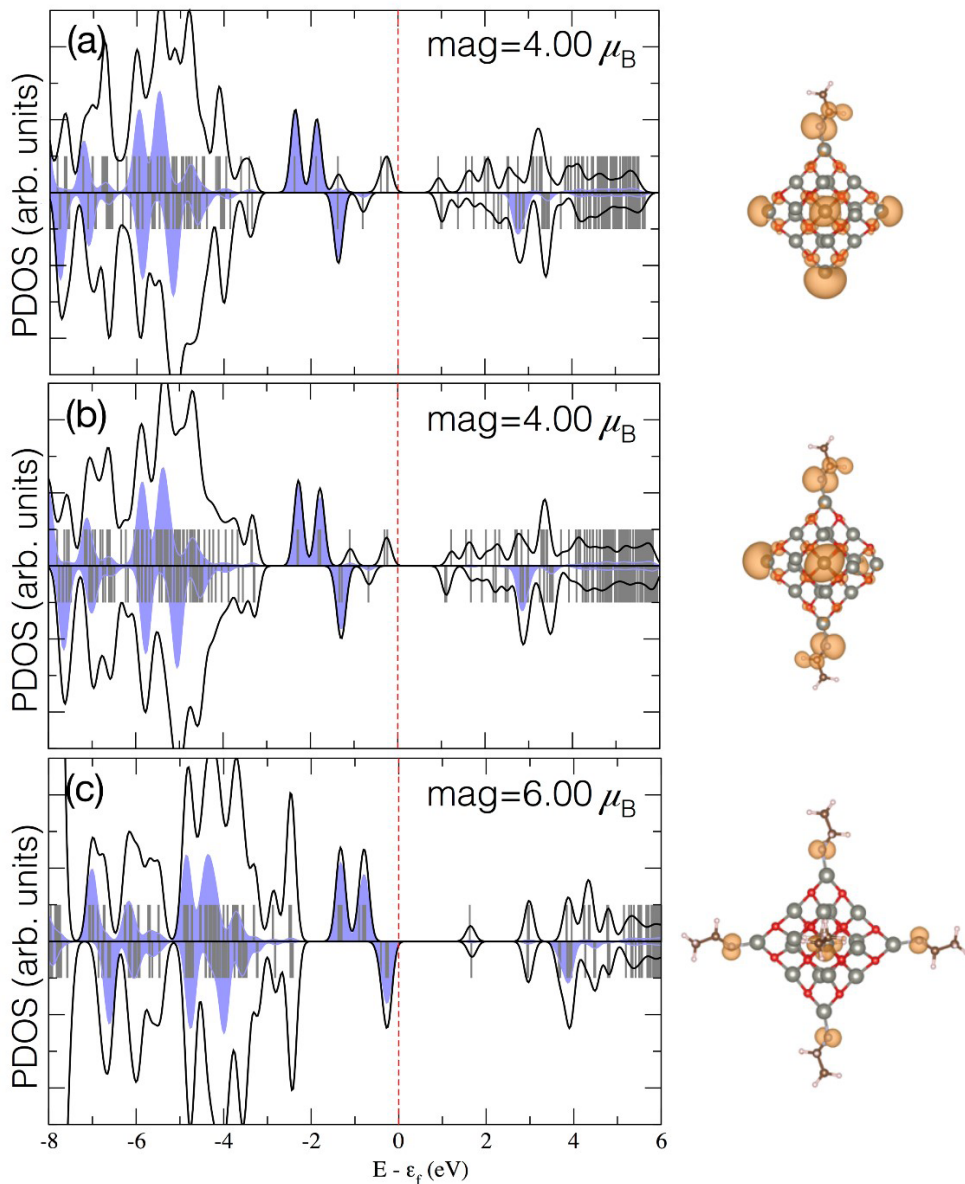 (a)
mag=4.00 μB
PDOS (arb. units)
(b)
mag=4.00 μB
PDOS (arb. units)
(c)
mag=6.00 μB
PDOS (arb. units)
-8 -6 -4 -2 0 2 4 6
E - εf (eV)